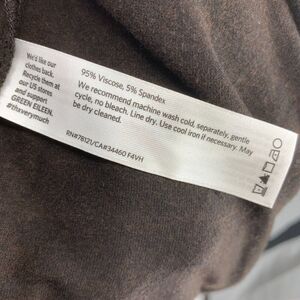 We'd like our
clothes back.
Recycle them at
our US stores
and support
GREEN EILEEN.
#thxverymuch
95% Viscose, 5% Spandex
We recommend machine wash cold, separately, gentle
cycle, no bleach. Line dry. Use cool iron if necessary. May
be dry cleaned.
RN#78121/CA#34460 F4VH